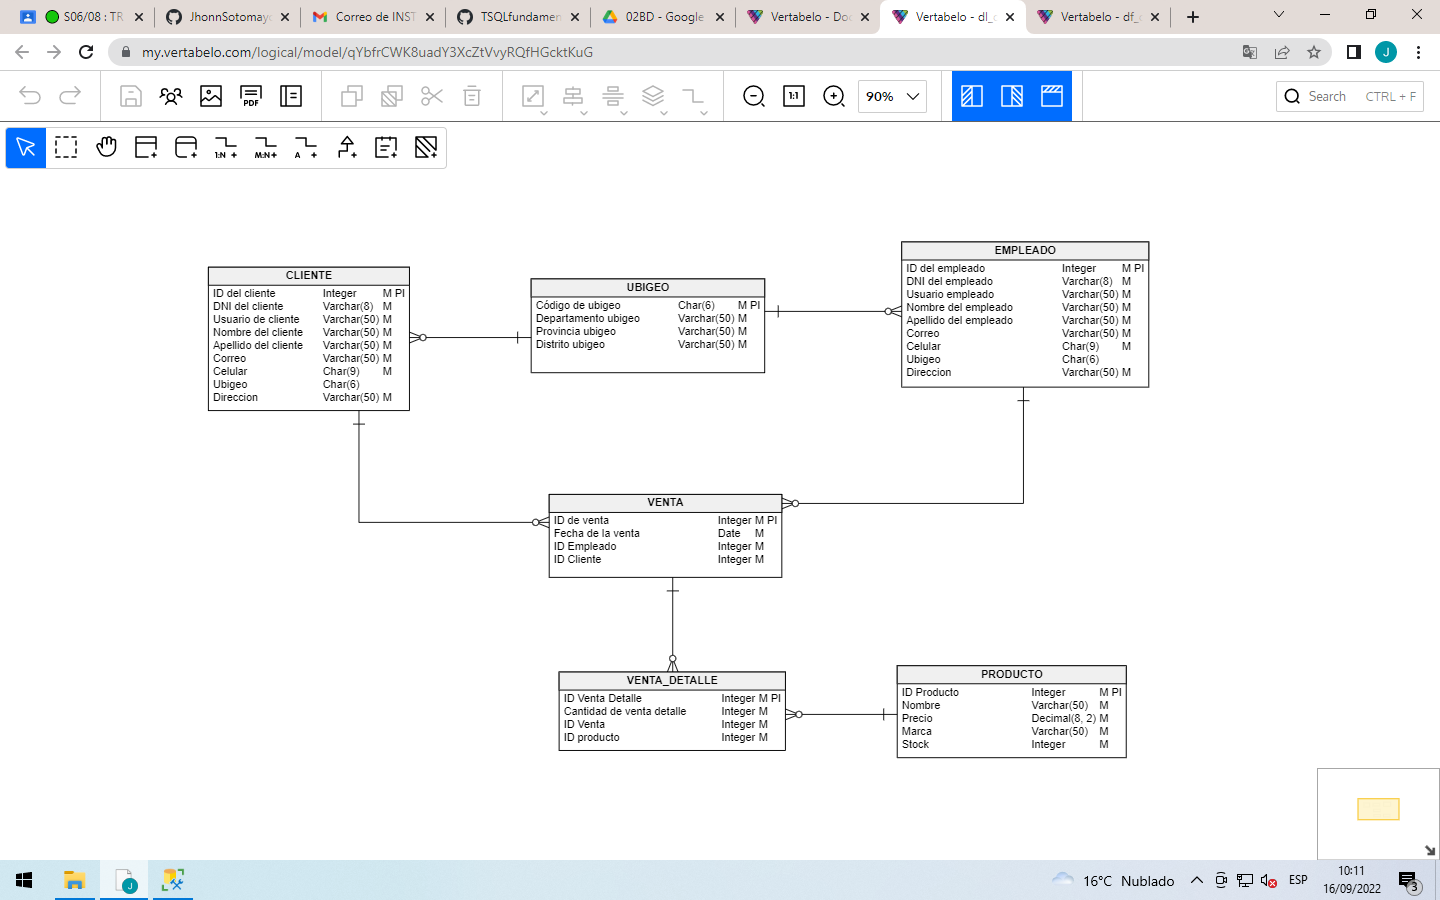 S06/08 : TR
JhonnSotomayo
Correo de INST
TSQLfundamen
02BD - Google
Vertabelo - Doc
Vertabelo - dl_c
Vertabelo - df_c
my.vertabelo.com/logical/model/qYbfrCWK8uadY3XcZtVvyRQfHGcktKuG
J
PDF
1:1
90%
Search CTRL + F
1:N
M:N
A
CLIENTE
ID del cliente Integer M PI
DNI del cliente Varchar(8) M
Usuario de cliente Varchar(50) M
Nombre del cliente Varchar(50) M
Apellido del cliente Varchar(50) M
Correo Varchar(50) M
Celular Char(9) M
Ubigeo Char(6)
Direccion Varchar(50) M
UBIGEO
Código de ubigeo Char(6) M PI
Departamento ubigeo Varchar(50) M
Provincia ubigeo Varchar(50) M
Distrito ubigeo Varchar(50) M
EMPLEADO
ID del empleado Integer M PI
DNI del empleado Varchar(8) M
Usuario empleado Varchar(50) M
Nombre del empleado Varchar(50) M
Apellido del empleado Varchar(50) M
Correo Varchar(50) M
Celular Char(9) M
Ubigeo Char(6)
Direccion Varchar(50) M
VENTA
ID de venta Integer M PI
Fecha de la venta Date M
ID Empleado Integer M
ID Cliente Integer M
VENTA_DETALLE
ID Venta Detalle Integer M PI
Cantidad de venta detalle Integer M
ID Venta Integer M
ID producto Integer M
PRODUCTO
ID Producto Integer M PI
Nombre Varchar(50) M
Precio Decimal(8, 2) M
Marca Varchar(50) M
Stock Integer M
J
16°C Nublado
ESP
10:11
16/09/2022
3